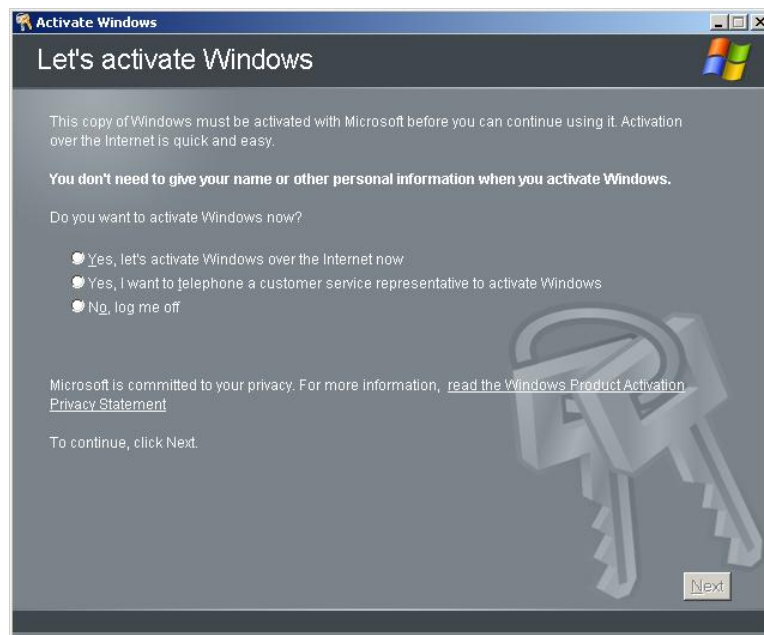 Activate Windows
Let's activate Windows
This copy of Windows must be activated with Microsoft before you can continue using it. Activation
over the Internet is quick and easy.
You don't need to give your name or other personal information when you activate Windows.
Do you want to activate Windows now?
Yes, let's activate Windows over the Internet now
Yes, I want to telephone a customer service representative to activate Windows
No, log me off
Microsoft is committed to your privacy. For more information, read the Windows Product Activation
Privacy Statement
To continue, click Next.
Next